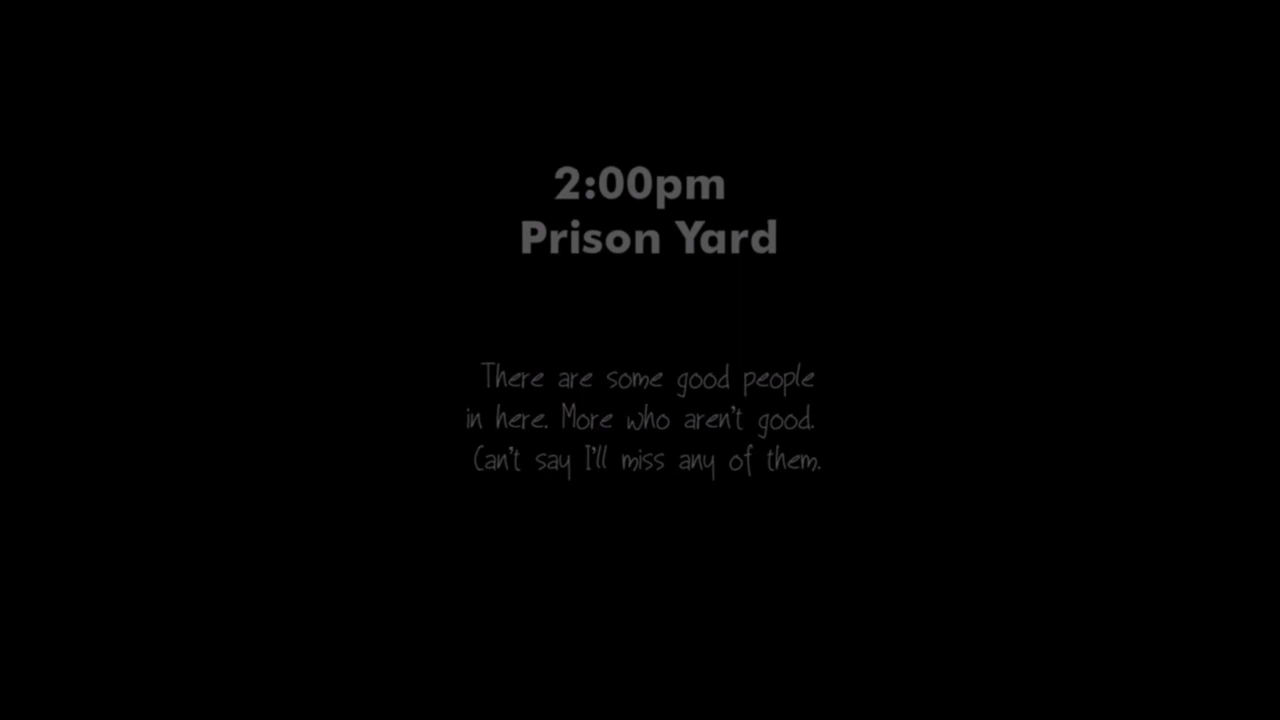 2:00pm
Prison Yard
There are some good people
in here. More who aren't good.
Can't say I'll miss any of them.